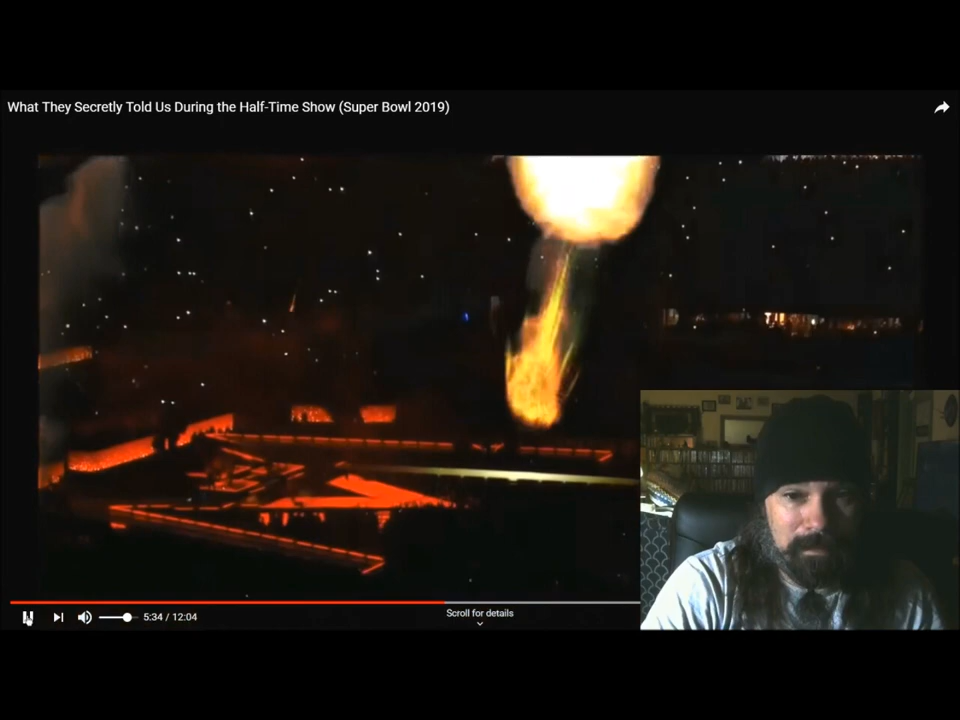 What They Secretly Told Us During the Half-Time Show (Super Bowl 2019)
5:34 / 12:04
Scroll for details